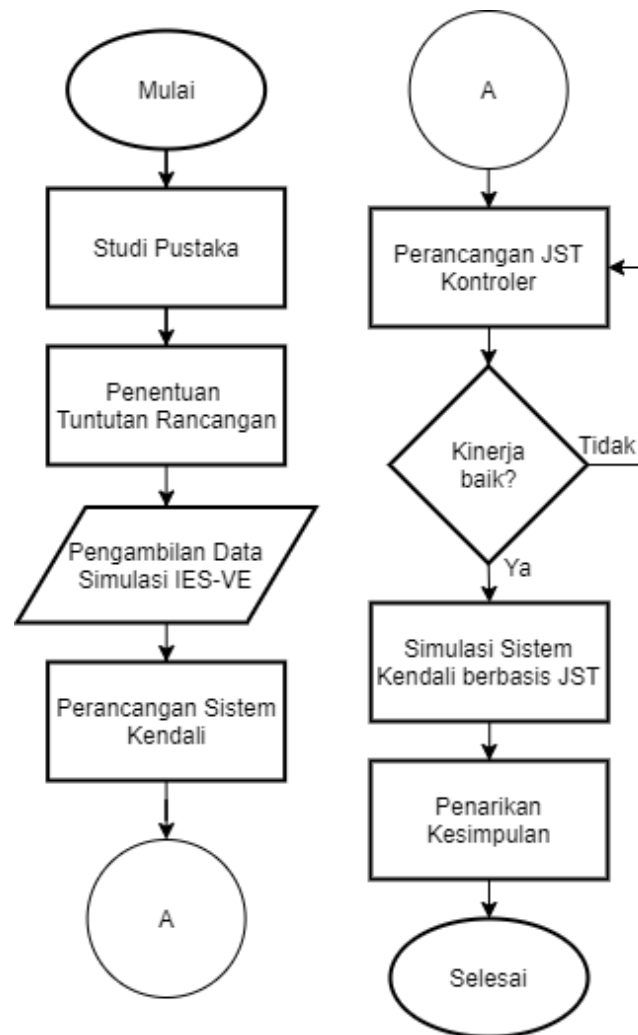 Mulai
Studi Pustaka
Penentuan
Tuntutan Rancangan
Pengambilan Data
Simulasi IES-VE
Perancangan Sistem
Kendali
A
A
Perancangan JST
Kontroler
Kinerja
baik?
Tidak
Ya
Simulasi Sistem
Kendali berbasis JST
Penarikan
Kesimpulan
Selesai